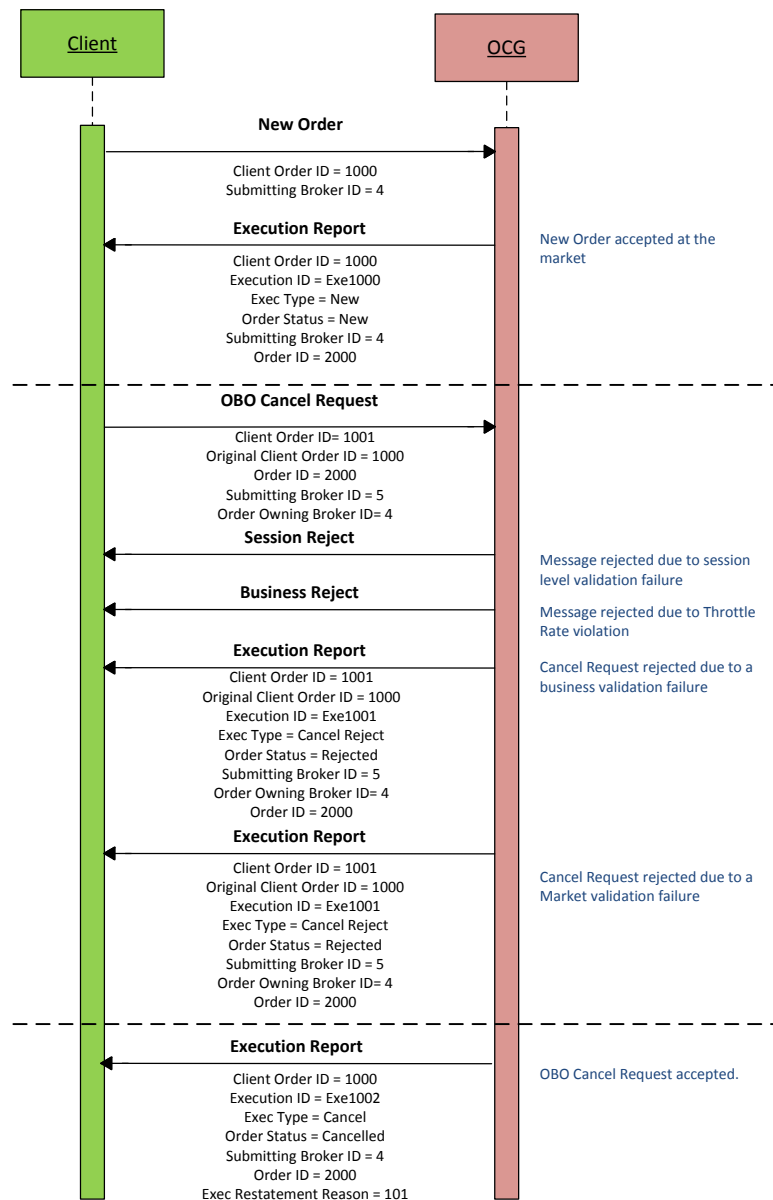 Client
OCG
New Order
Client Order ID = 1000
Submitting Broker ID = 4
Execution Report
New Order accepted at the
market
Client Order ID = 1000
Execution ID = Exe1000
Exec Type = New
Order Status = New
Submitting Broker ID = 4
Order ID = 2000
OBO Cancel Request
Client Order ID= 1001
Original Client Order ID = 1000
Order ID = 2000
Submitting Broker ID = 5
Order Owning Broker ID= 4
Session Reject
Message rejected due to session
level validation failure
Business Reject
Message rejected due to Throttle
Rate violation
Execution Report
Cancel Request rejected due to a
business validation failure
Client Order ID = 1001
Original Client Order ID = 1000
Execution ID = Exe1001
Exec Type = Cancel Reject
Order Status = Rejected
Submitting Broker ID = 5
Order Owning Broker ID= 4
Order ID = 2000
Execution Report
Cancel Request rejected due to a
Market validation failure
Client Order ID = 1001
Original Client Order ID = 1000
Execution ID = Exe1001
Exec Type = Cancel Reject
Order Status = Rejected
Submitting Broker ID = 5
Order Owning Broker ID= 4
Order ID = 2000
Execution Report
OBO Cancel Request accepted.
Client Order ID = 1000
Execution ID = Exe1002
Exec Type = Cancel
Order Status = Cancelled
Submitting Broker ID = 4
Order ID = 2000
Exec Restatement Reason = 101